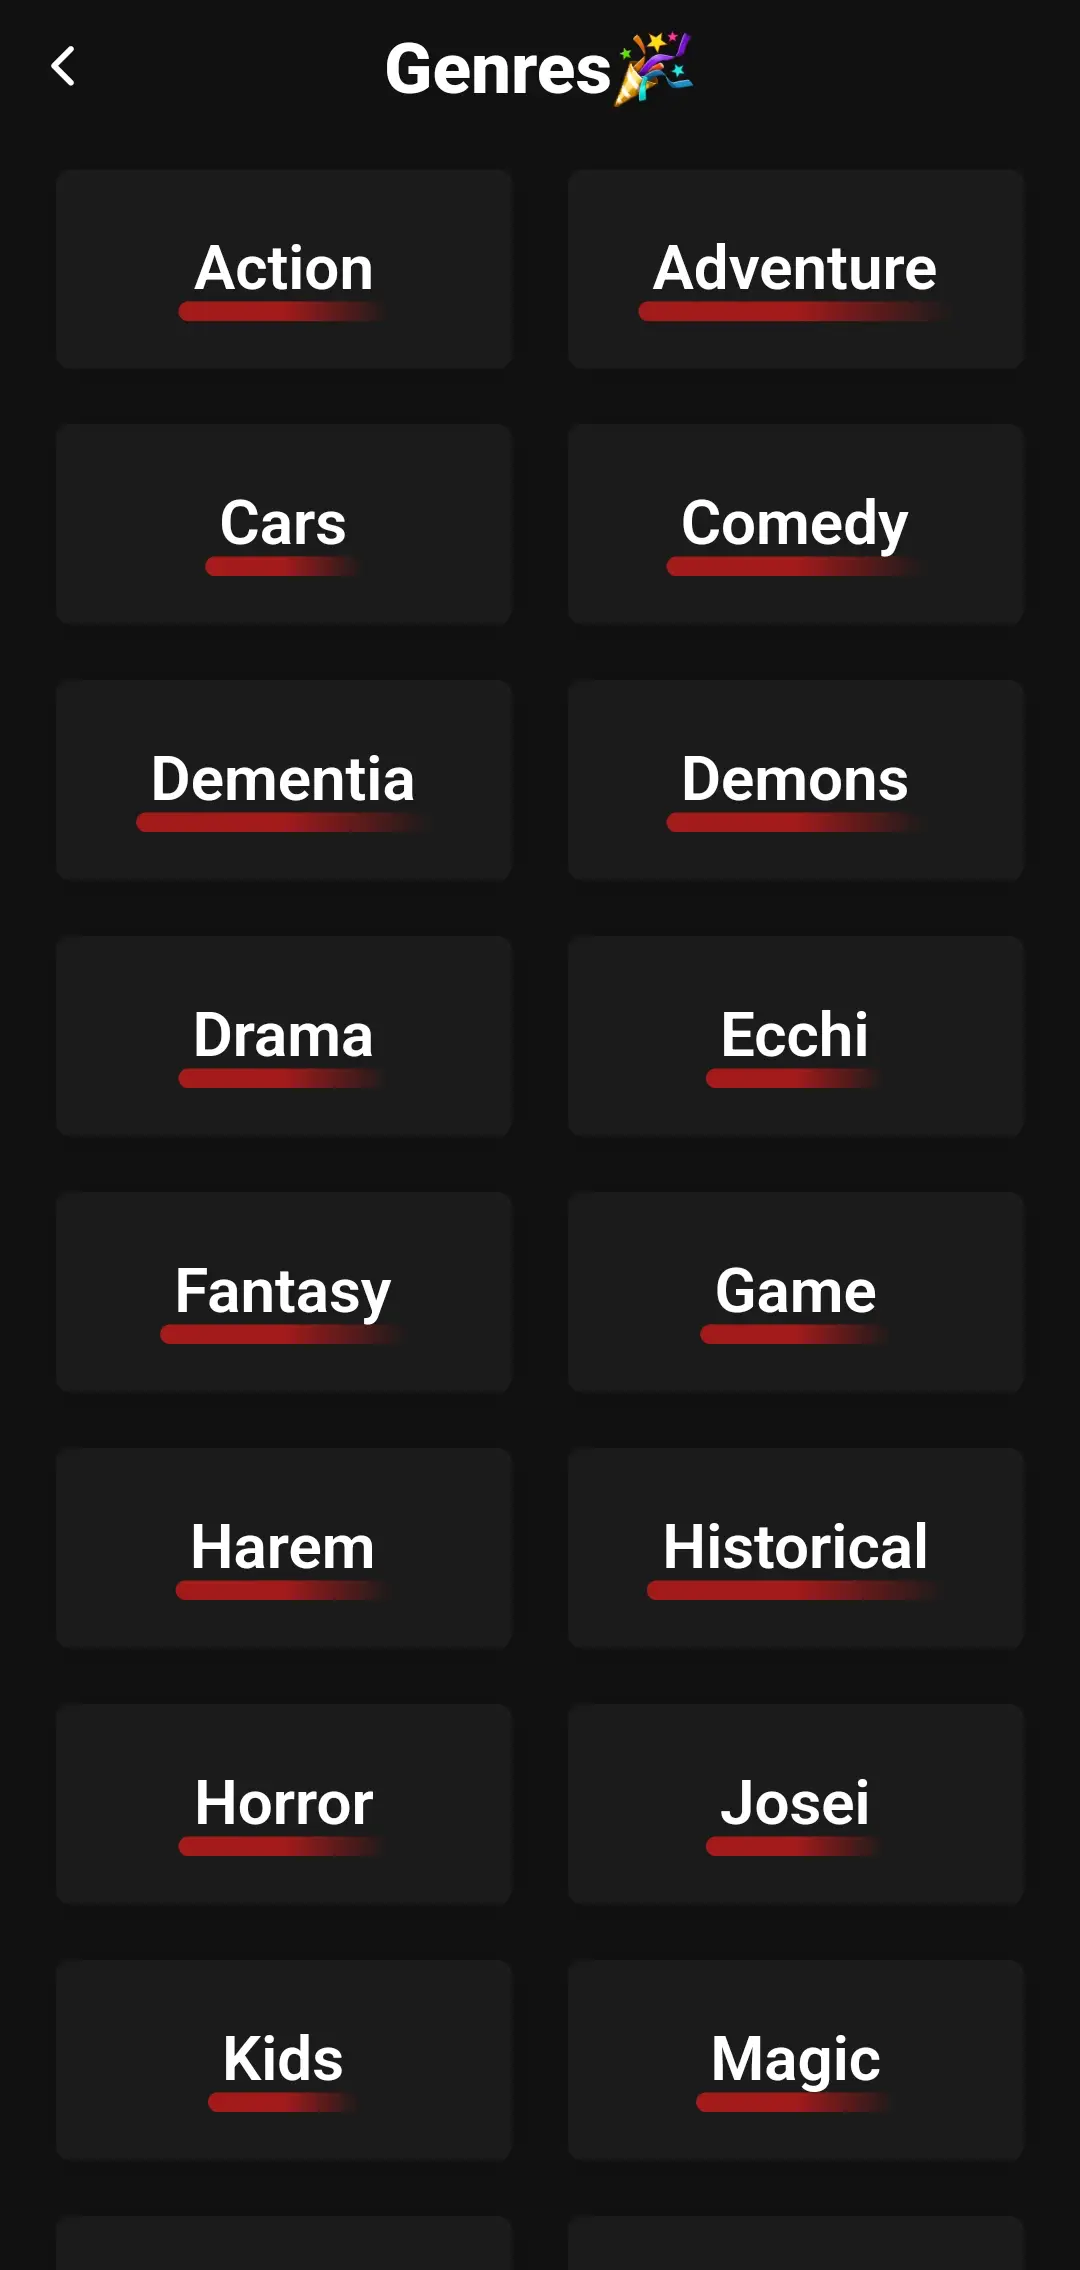 Genres🎉
Action
Adventure
Cars
Comedy
Dementia
Demons
Drama
Ecchi
Fantasy
Game
Harem
Historical
Horror
Josei
Kids
Magic